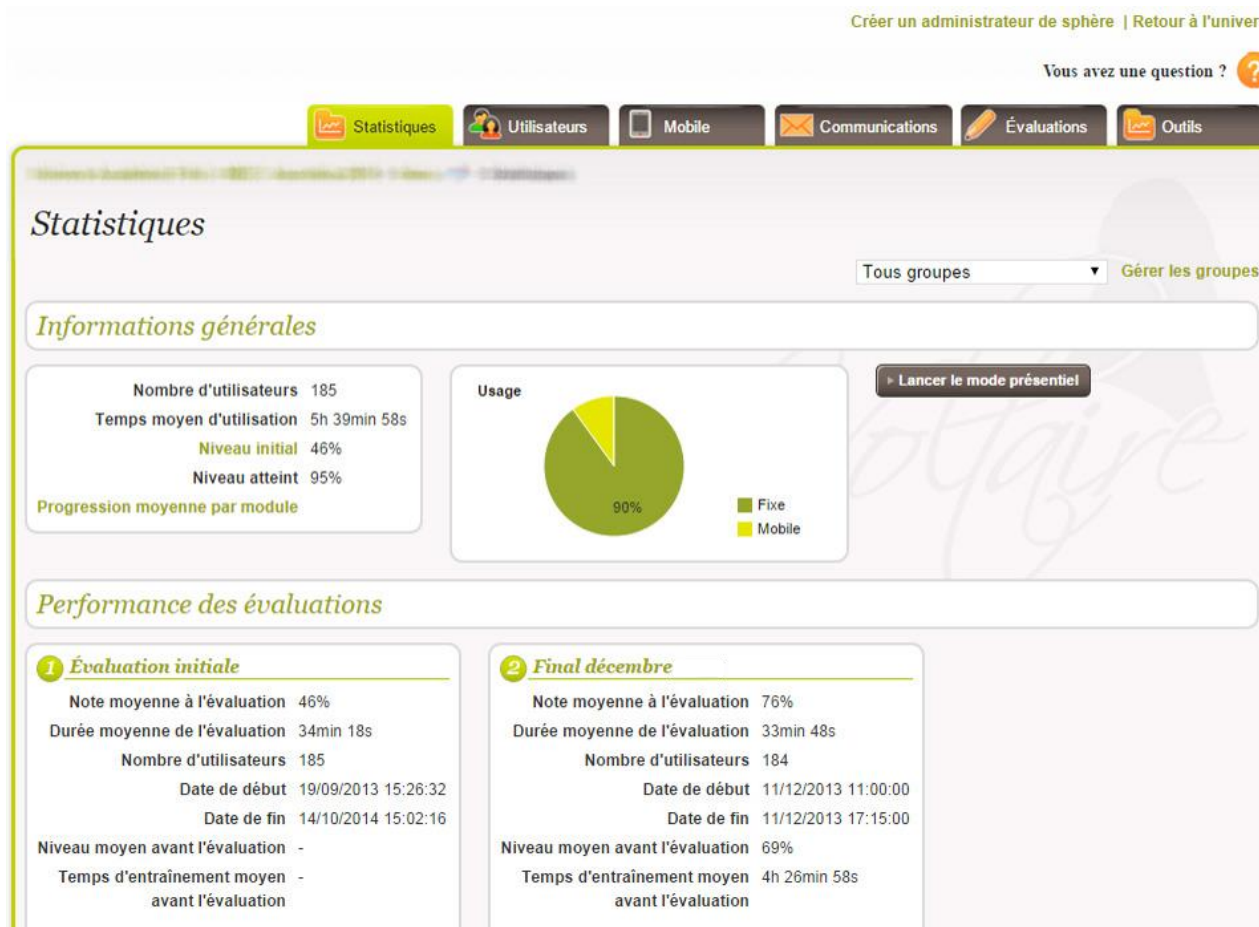 Créer un administrateur de sphère | Retour à l'univer
Vous avez une question ? ?
Statistiques Utilisateurs Mobile Communications Évaluations Outils
Statistiques
Tous groupes Gérer les groupes
Informations générales
Nombre d'utilisateurs 185
Temps moyen d'utilisation 5h 39min 58s
Niveau initial 46%
Niveau atteint 95%
Progression moyenne par module
Usage
90%
Fixe
Mobile
Lancer le mode présentiel
Voltaire
Performance des évaluations
1 Évaluation initiale
Note moyenne à l'évaluation 46%
Durée moyenne de l'évaluation 34min 18s
Nombre d'utilisateurs 185
Date de début 19/09/2013 15:26:32
Date de fin 14/10/2014 15:02:16
Niveau moyen avant l'évaluation -
Temps d'entraînement moyen -
avant l'évaluation
2 Final décembre
Note moyenne à l'évaluation 76%
Durée moyenne de l'évaluation 33min 48s
Nombre d'utilisateurs 184
Date de début 11/12/2013 11:00:00
Date de fin 11/12/2013 17:15:00
Niveau moyen avant l'évaluation 69%
Temps d'entraînement moyen 4h 26min 58s
avant l'évaluation